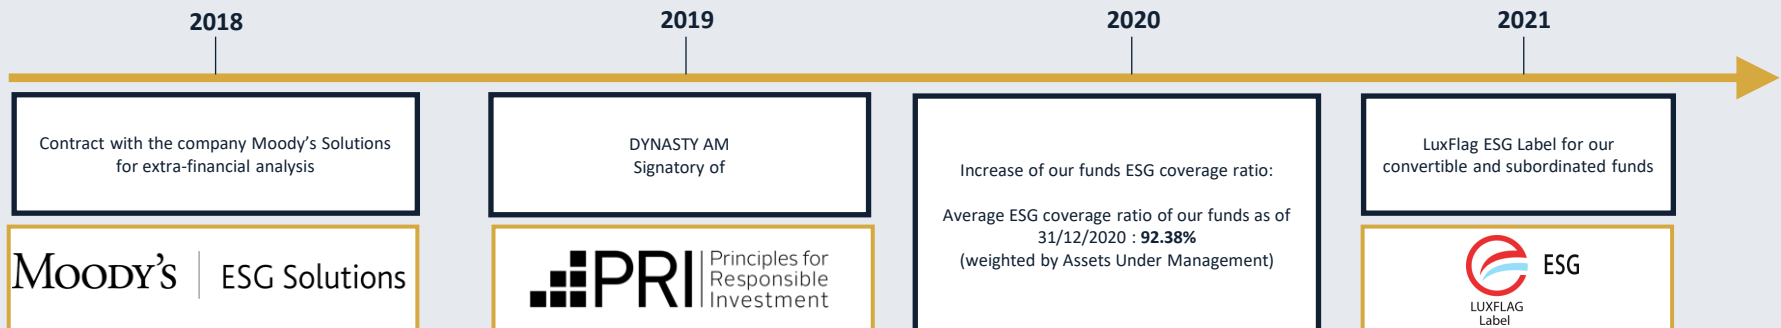 2018
2019
2020
2021
Contract with the company Moody's Solutions
for extra-financial analysis
MOODY'S | ESG Solutions
DYNASTY AM
Signatory of
PRI
Principles for
Responsible
Investment
Increase of our funds ESG coverage ratio:
Average ESG coverage ratio of our funds as of
31/12/2020 : 92.38%
(weighted by Assets Under Management)
LuxFlag ESG Label for our
convertible and subordinated funds
ESG
LUXFLAG
Label